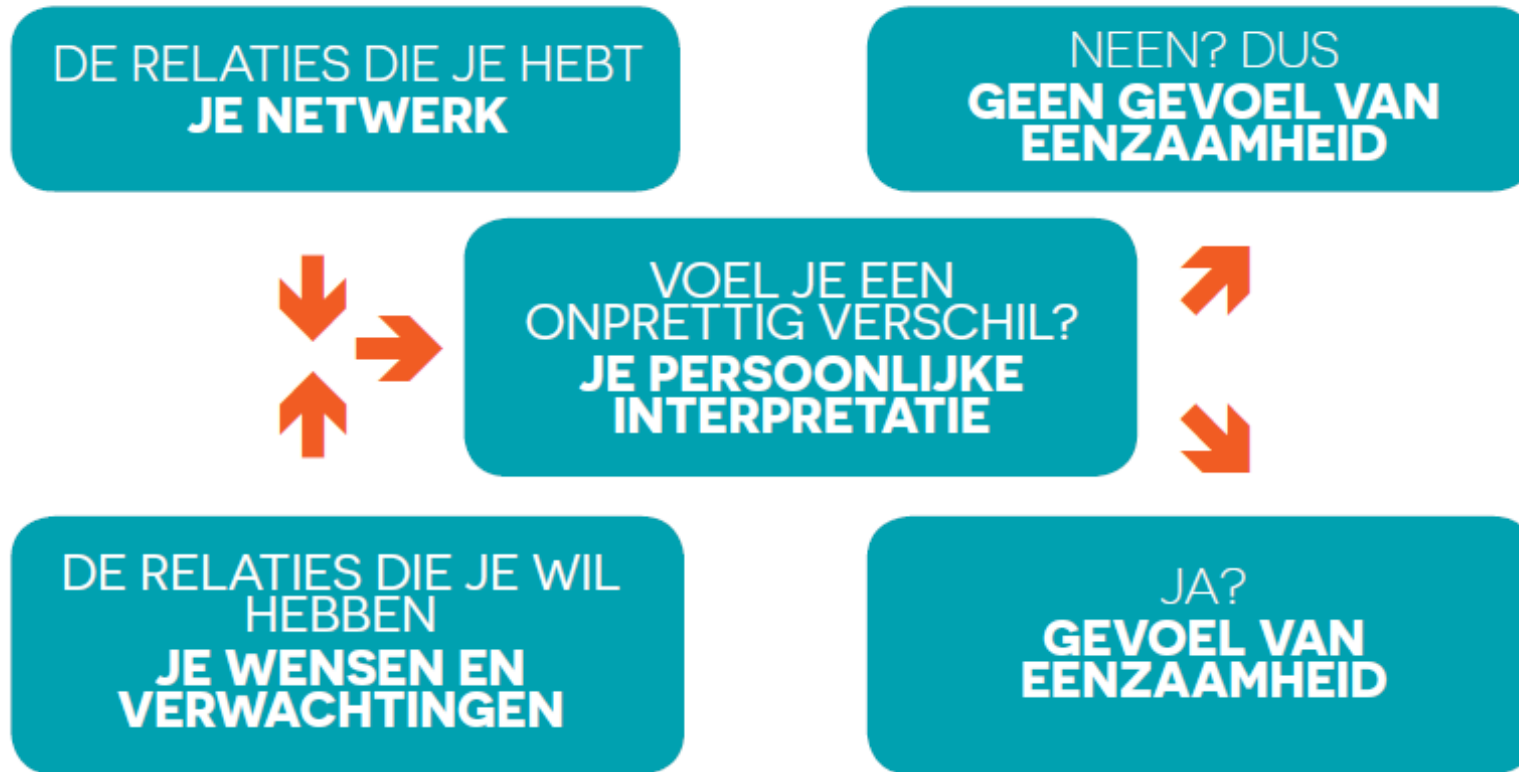 DE RELATIES DIE JE HEBT
JE NETWERK
NEEN? DUS
GEEN GEVOEL VAN
EENZAAMHEID
VOEL JE EEN
ONPRETTIG VERSCHIL?
JE PERSOONLIJKE
INTERPRETATIE
DE RELATIES DIE JE WIL
HEBBEN
JE WENSEN EN
VERWACHTINGEN
JA?
GEVOEL VAN
EENZAAMHEID